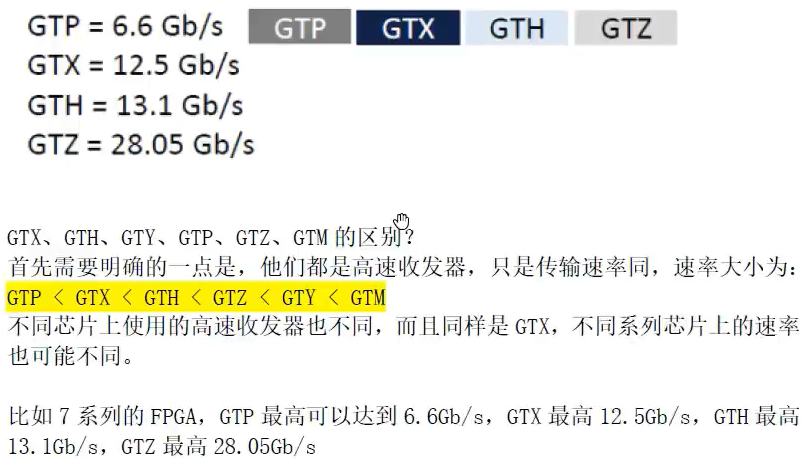 GTP = 6.6 Gb/s GTP GTX GTH GTZ
GTX = 12.5 Gb/s
GTH = 13.1 Gb/s
GTZ = 28.05 Gb/s
GTX、GTH、GTY、GTP、GTZ、GTM 的区别?
首先需要明确的一点是，他们都是高速收发器，只是传输速率同，速率大小为：
GTP < GTX < GTH < GTZ < GTY < GTM
不同芯片上使用的高速收发器也不同，而且同样是 GTX，不同系列芯片上的速率
也可能不同。
比如 7 系列的 FPGA，GTP 最高可以达到 6.6Gb/s，GTX 最高 12.5Gb/s，GTH 最高
13.1Gb/s，GTZ 最高 28.05Gb/s